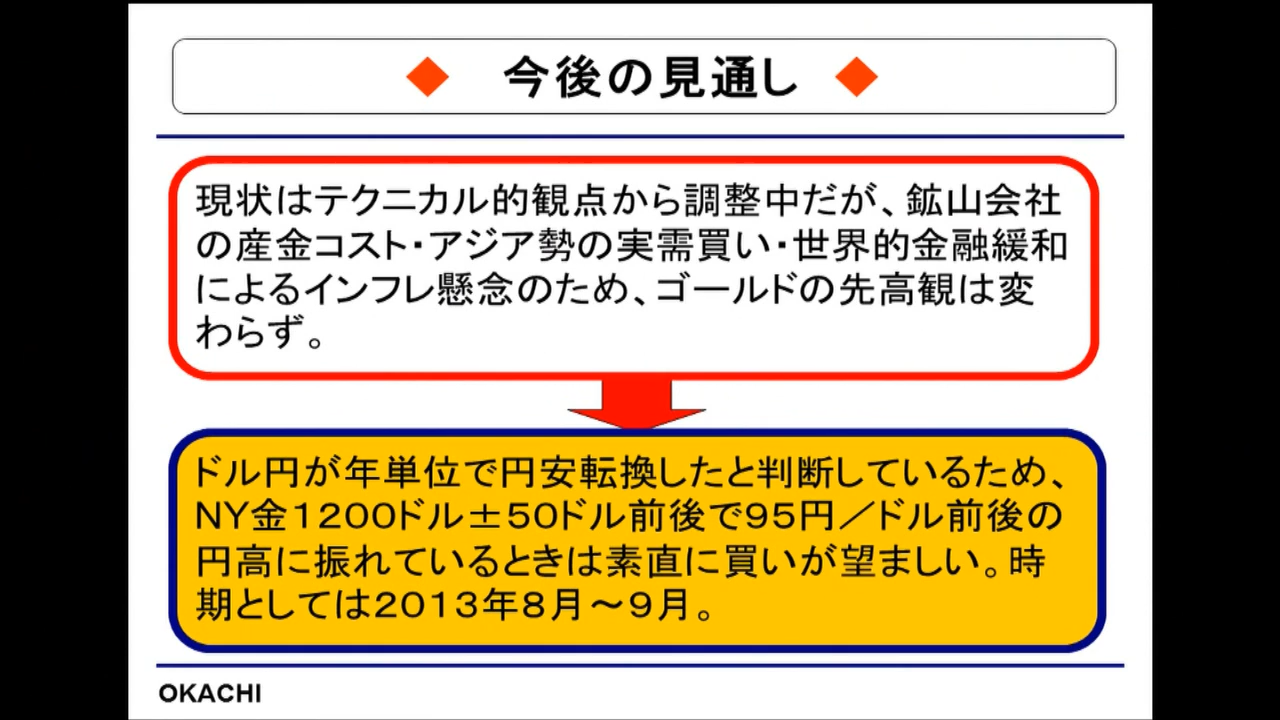 ◆ 今後の見通し ◆
現状はテクニカル的観点から調整中だが、鉱山会社
の産金コスト・アジア勢の実需買い・世界的金融緩和
によるインフレ懸念のため、ゴールドの先高観は変
わらず。
ドル円が年単位で円安転換したと判断しているため、
NY金1200ドル±50ドル前後で95円／ドル前後の
円高に振れているときは素直に買いが望ましい。時
期としては2013年8月～9月。
OKACHI